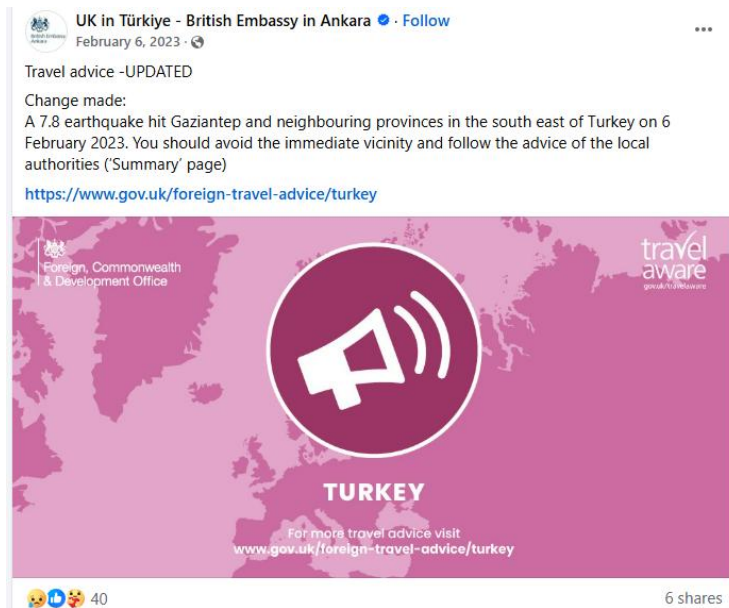 UK in Türkiye - British Embassy in Ankara · Follow
February 6, 2023 ·
Travel advice -UPDATED
Change made:
A 7.8 earthquake hit Gaziantep and neighbouring provinces in the south east of Turkey on 6
February 2023. You should avoid the immediate vicinity and follow the advice of the local
authorities (‘Summary’ page)
https://www.gov.uk/foreign-travel-advice/turkey
Foreign, Commonwealth
& Development Office
travel
aware
gov.uk/travelaware
TURKEY
For more travel advice visit
www.gov.uk/foreign-travel-advice/turkey
40
6 shares